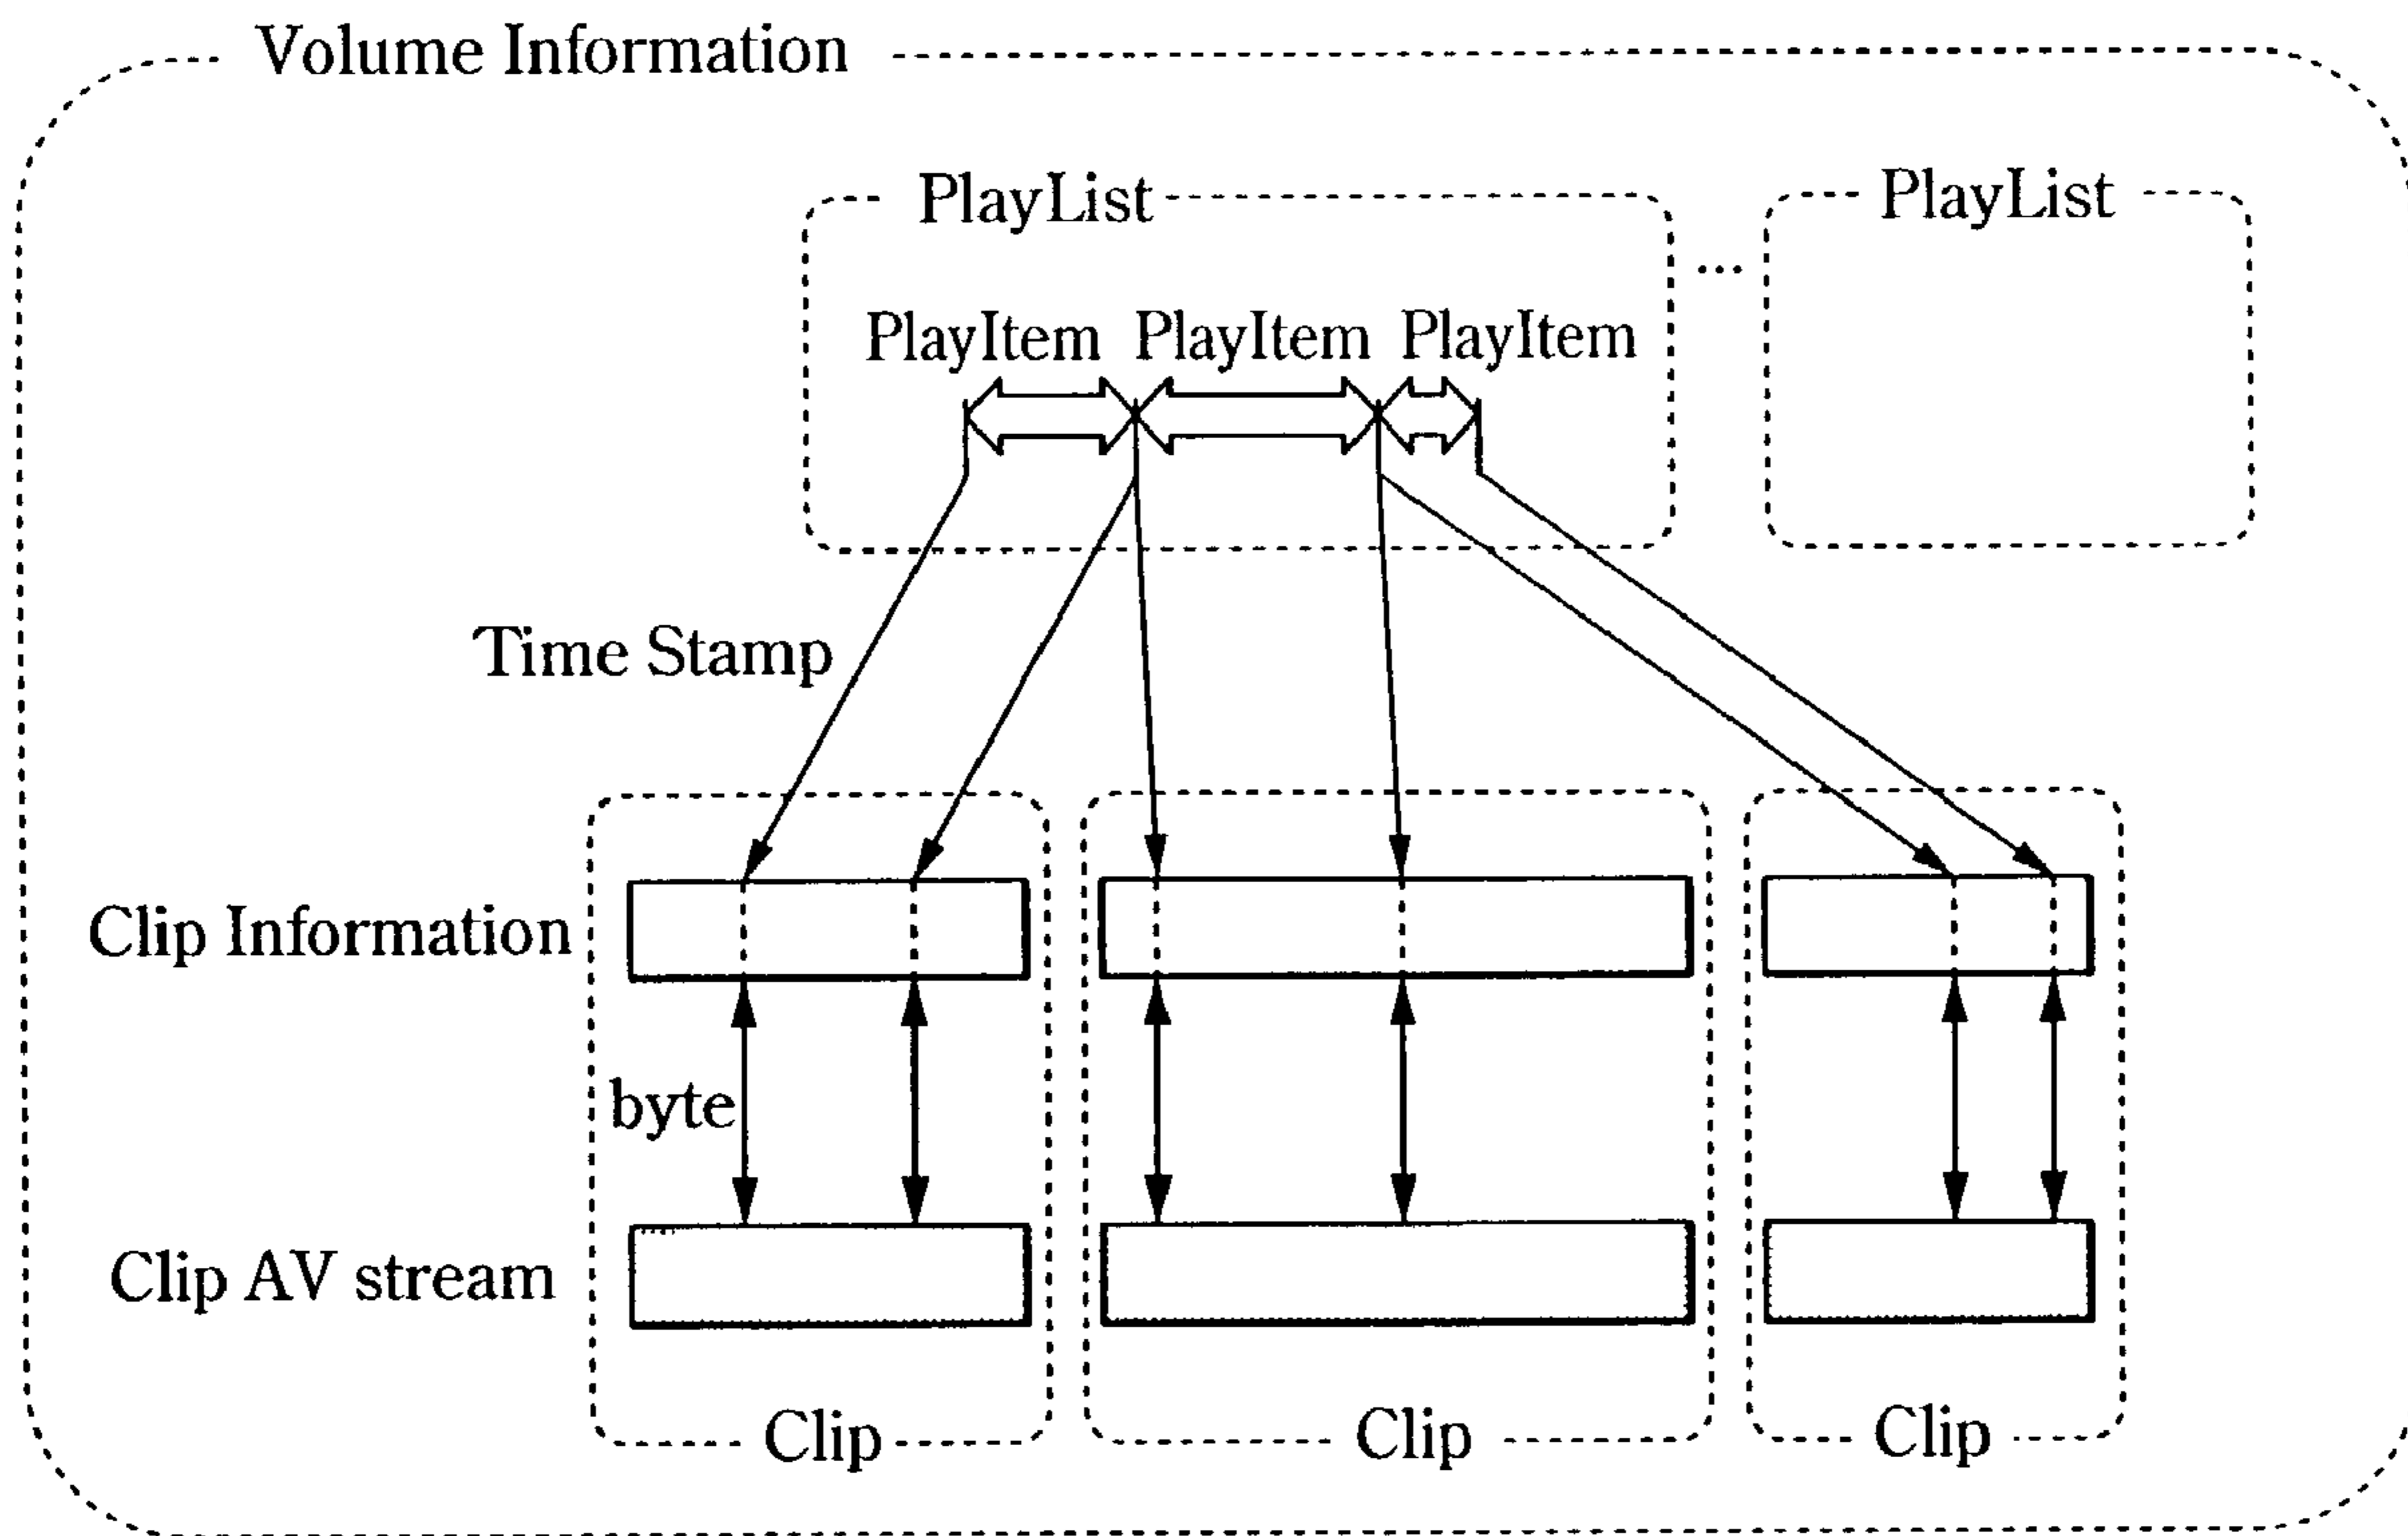 Volume Information
PlayList
PlayList
...
PlayItem PlayItem PlayItem
Time Stamp
Clip Information
byte
Clip AV stream
Clip
Clip
Clip